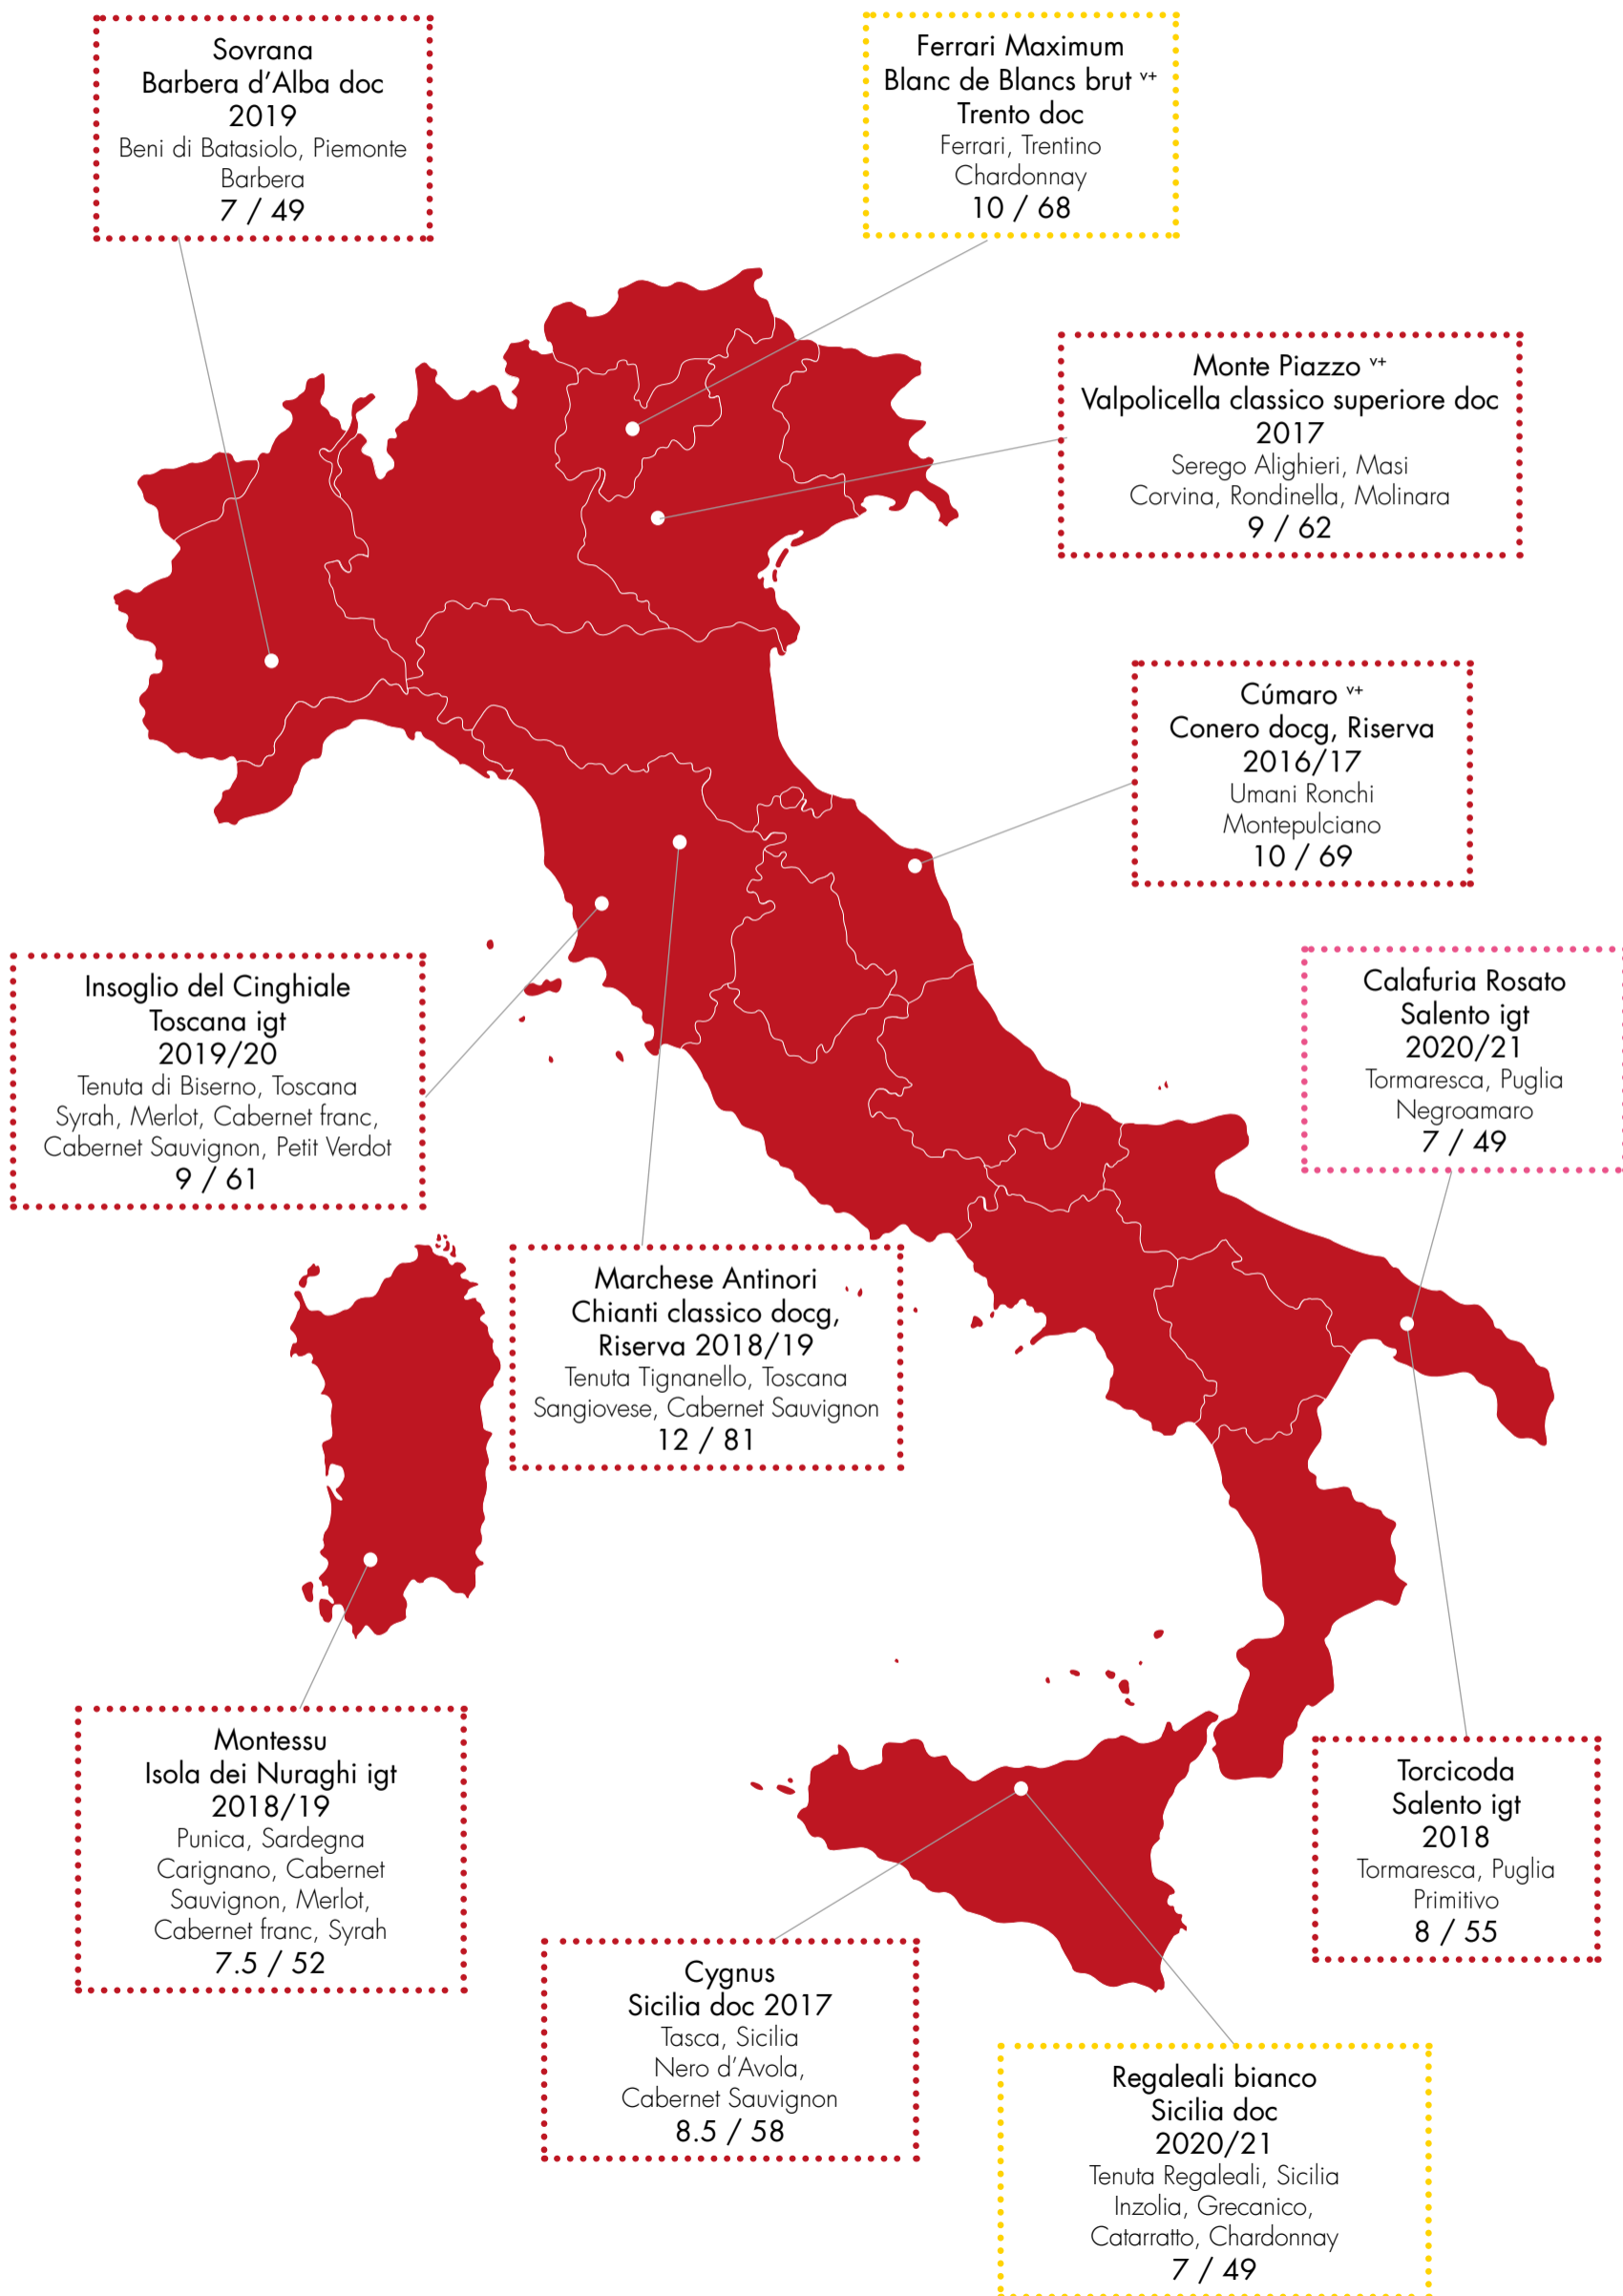 Sovrana
Barbera d’Alba doc
2019
Beni di Batasiolo, Piemonte
Barbera
7 / 49
Ferrari Maximum
Blanc de Blancs brut v+
Trento doc
Ferrari, Trentino
Chardonnay
10 / 68
Monte Piazzo v+
Valpolicella classico superiore doc
2017
Serego Alighieri, Masi
Corvina, Rondinella, Molinara
9 / 62
Cúmaro v+
Conero docg, Riserva
2016/17
Umani Ronchi
Montepulciano
10 / 69
Insoglio del Cinghiale
Toscana igt
2019/20
Tenuta di Biserno, Toscana
Syrah, Merlot, Cabernet franc,
Cabernet Sauvignon, Petit Verdot
9 / 61
Calafuria Rosato
Salento igt
2020/21
Tormaresca, Puglia
Negroamaro
7 / 49
Marchese Antinori
Chianti classico docg,
Riserva 2018/19
Tenuta Tignanello, Toscana
Sangiovese, Cabernet Sauvignon
12 / 81
Montessu
Isola dei Nuraghi igt
2018/19
Punica, Sardegna
Carignano, Cabernet
Sauvignon, Merlot,
Cabernet franc, Syrah
7.5 / 52
Torcicoda
Salento igt
2018
Tormaresca, Puglia
Primitivo
8 / 55
Cygnus
Sicilia doc 2017
Tasca, Sicilia
Nero d’Avola,
Cabernet Sauvignon
8.5 / 58
Regaleali bianco
Sicilia doc
2020/21
Tenuta Regaleali, Sicilia
Inzolia, Grecanico,
Catarratto, Chardonnay
7 / 49